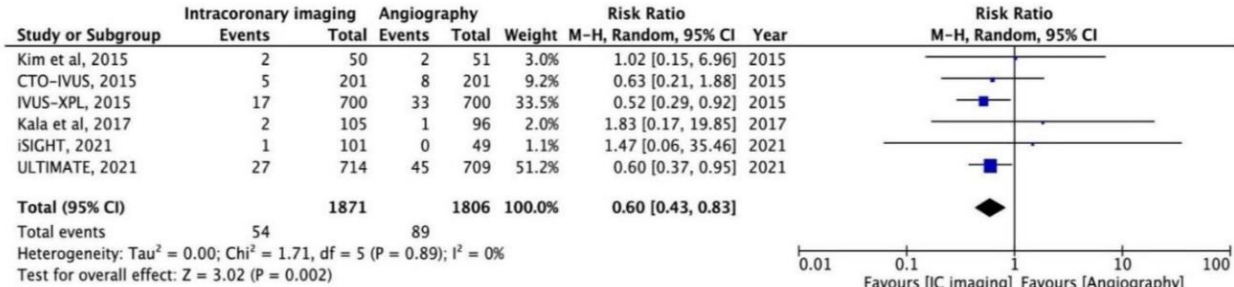 Intracoronary imaging Angiography Risk Ratio Risk Ratio
Study or Subgroup Events Total Events Total Weight M-H, Random, 95% CI Year M-H, Random, 95% CI
Kim et al, 2015 2 50 2 51 3.0% 1.02 [0.15, 6.96] 2015
CTO-IVUS, 2015 5 201 8 201 9.2% 0.63 [0.21, 1.88] 2015
IVUS-XPL, 2015 17 700 33 700 33.5% 0.52 [0.29, 0.92] 2015
Kala et al, 2017 2 105 1 96 2.0% 1.83 [0.17, 19.85] 2017
iSIGHT, 2021 1 101 0 49 1.1% 1.47 [0.06, 35.46] 2021
ULTIMATE, 2021 27 714 45 709 51.2% 0.60 [0.37, 0.95] 2021
Total (95% CI) 1871 1806 100.0% 0.60 [0.43, 0.83]
Total events 54 89
Heterogeneity: Tau² = 0.00; Chi² = 1.71, df = 5 (P = 0.89); I² = 0%
Test for overall effect: Z = 3.02 (P = 0.002)
0.01 0.1 1 10 100
Favours [IC imaging] Favours [Angiography]